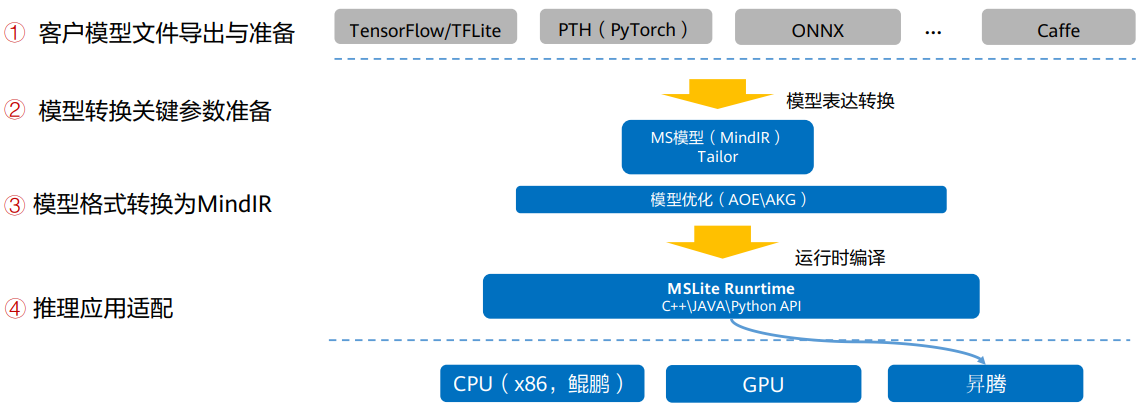 ① 客户模型文件导出与准备
TensorFlow/TFLite
PTH（PyTorch）
ONNX
...
Caffe
② 模型转换关键参数准备
模型表达转换
MS模型（MindIR）
Tailor
③ 模型格式转换为MindIR
模型优化（AOE\AKG）
运行时编译
④ 推理应用适配
MSLite Runrtime
C++\JAVA\Python API
CPU（x86，鲲鹏）
GPU
昇腾